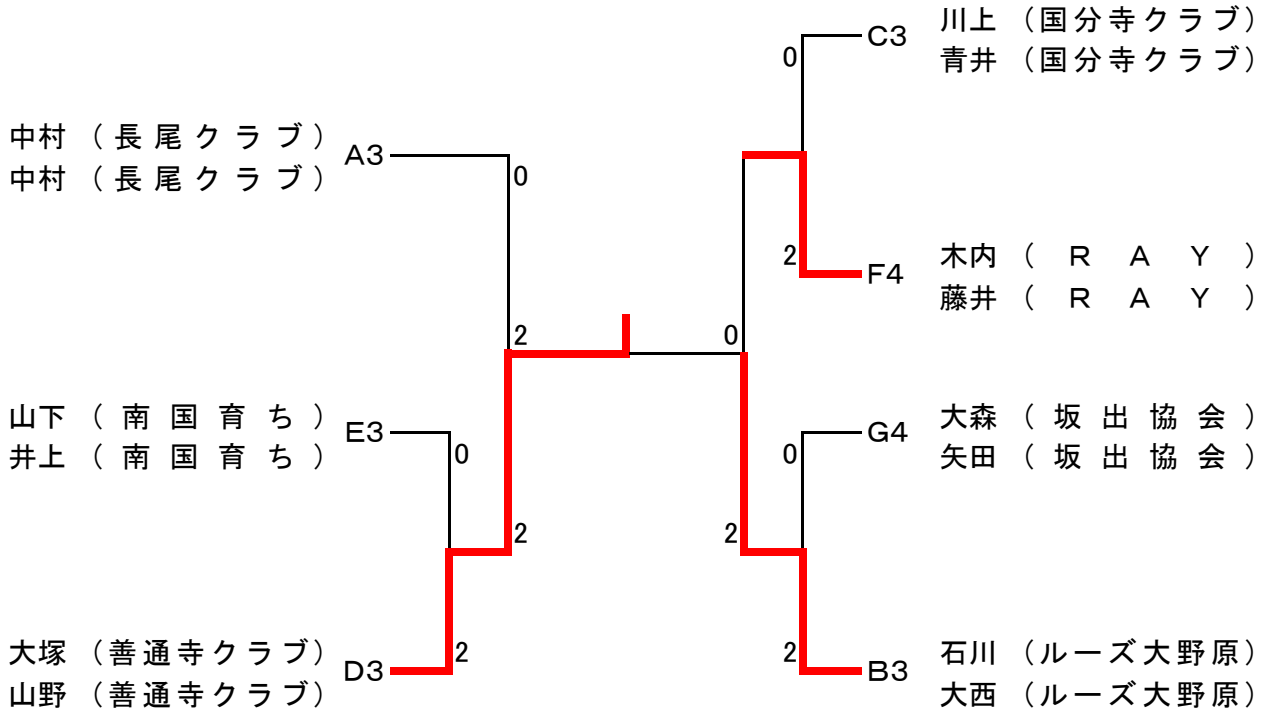 中村 (長尾クラブ)
中村 (長尾クラブ)
A3
0
2
山下 (南国育ち)
井上 (南国育ち)
E3
0
2
大塚 (善通寺クラブ)
山野 (善通寺クラブ)
D3
2
川上 (国分寺クラブ)
青井 (国分寺クラブ)
C3
0
木内 (RAY)
藤井 (RAY)
F4
2
0
大森 (坂出協会)
矢田 (坂出協会)
G4
0
2
石川 (ルーズ大野原)
大西 (ルーズ大野原)
B3
2